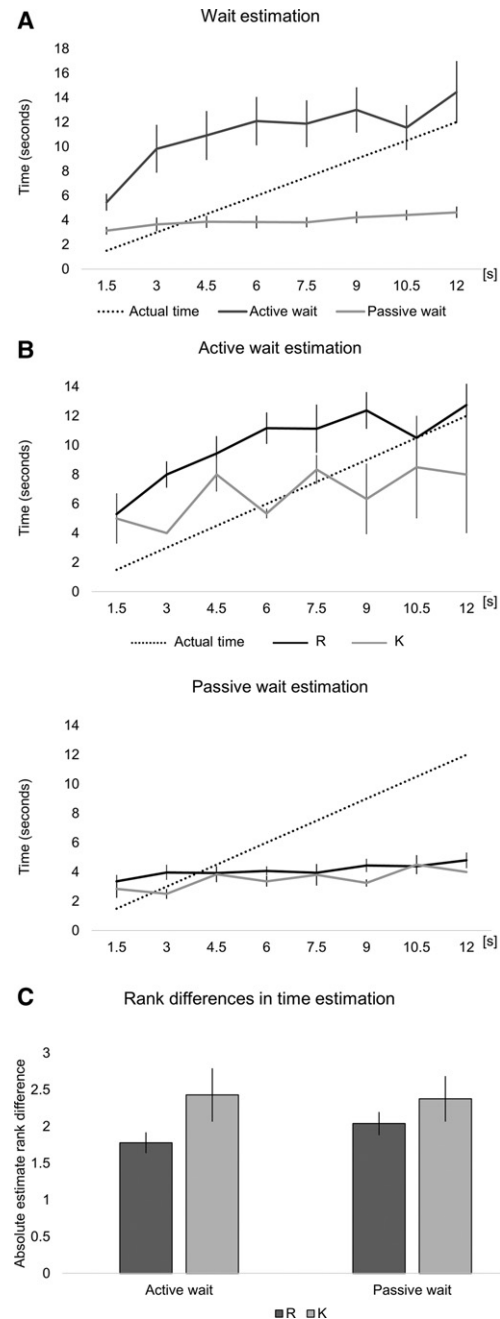 A
Wait estimation
18
16
14
12
10
8
6
4
2
0
Time (seconds)
1.5 3 4.5 6 7.5 9 10.5 12 [s]
Actual time Active wait Passive wait
B
Active wait estimation
14
12
10
8
6
4
2
0
Time (seconds)
1.5 3 4.5 6 7.5 9 10.5 12 [s]
Actual time R K
Passive wait estimation
14
12
10
8
6
4
2
0
Time (seconds)
1.5 3 4.5 6 7.5 9 10.5 12 [s]
C
Rank differences in time estimation
3
2.5
2
1.5
1
0.5
0
Absolute estimate rank difference
Active wait Passive wait
R K